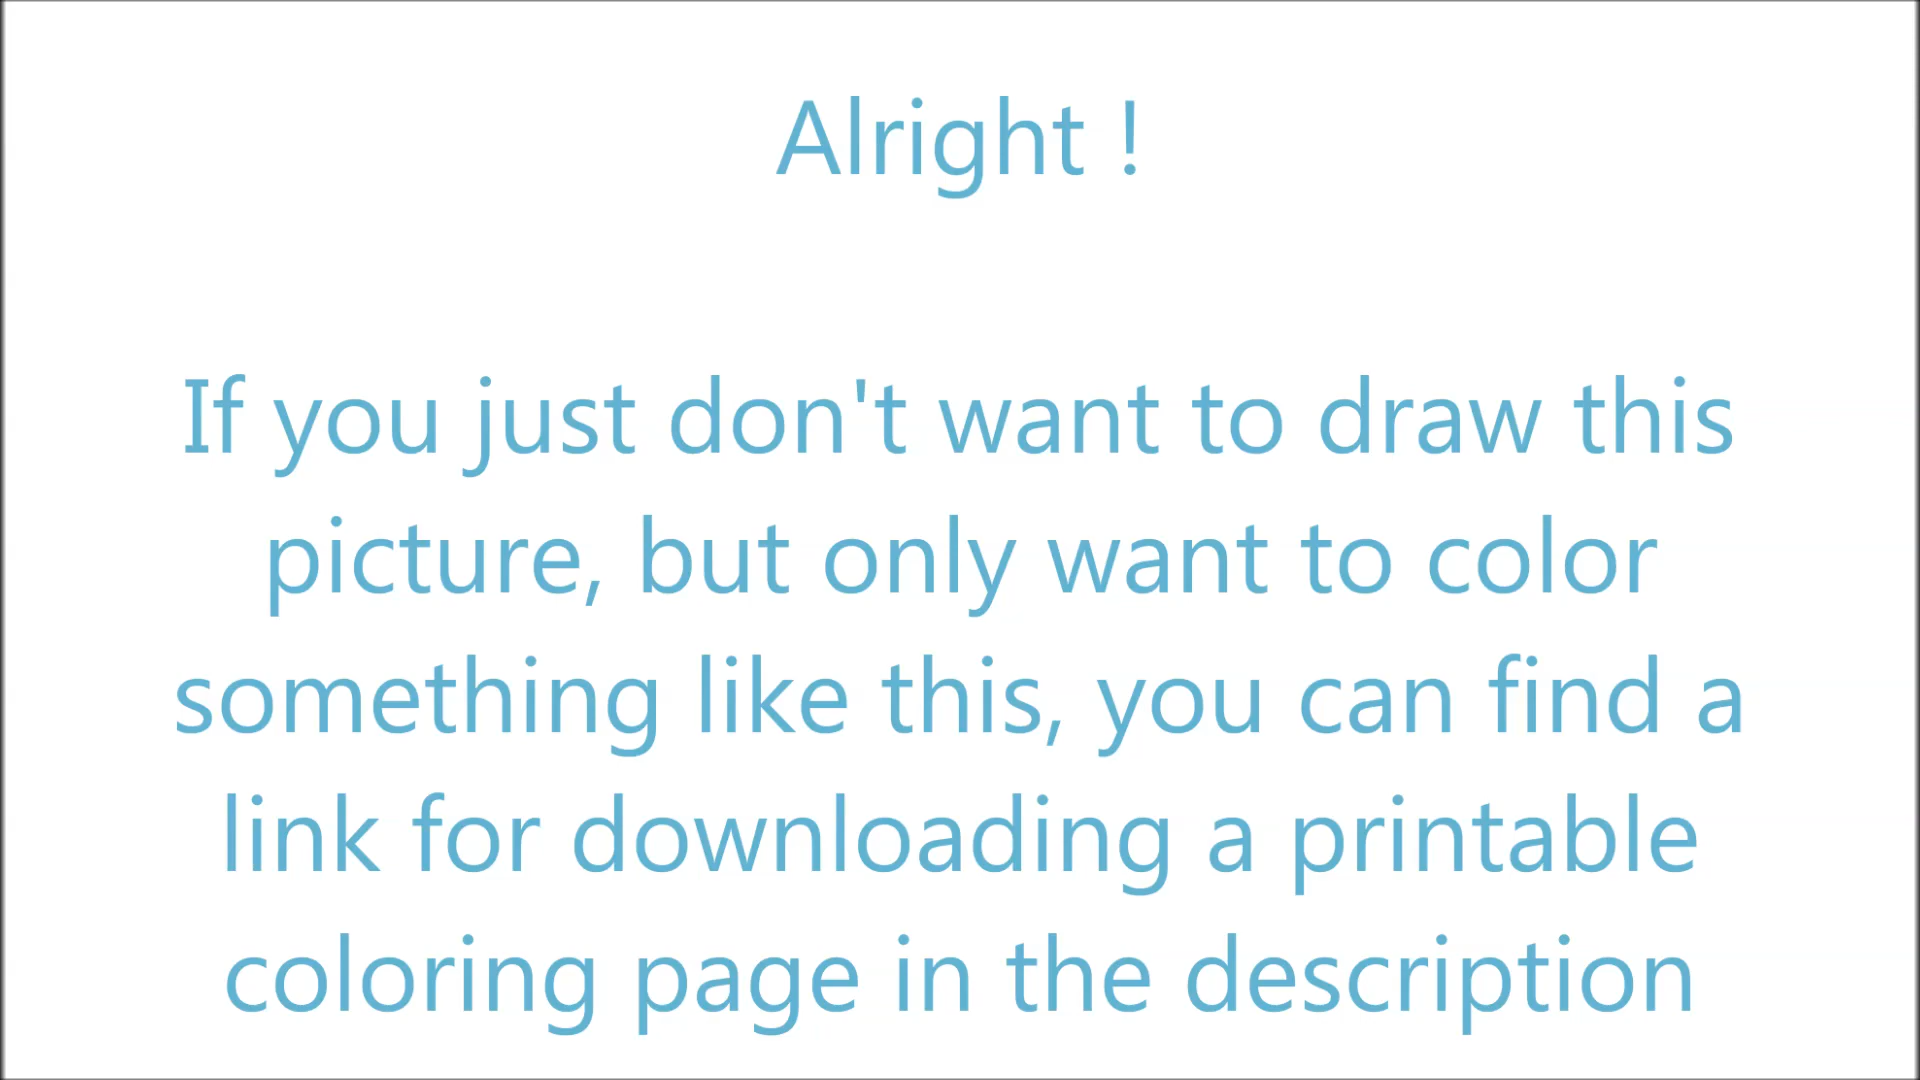 Alright !
If you just don't want to draw this
picture, but only want to color
something like this, you can find a
link for downloading a printable
coloring page in the description